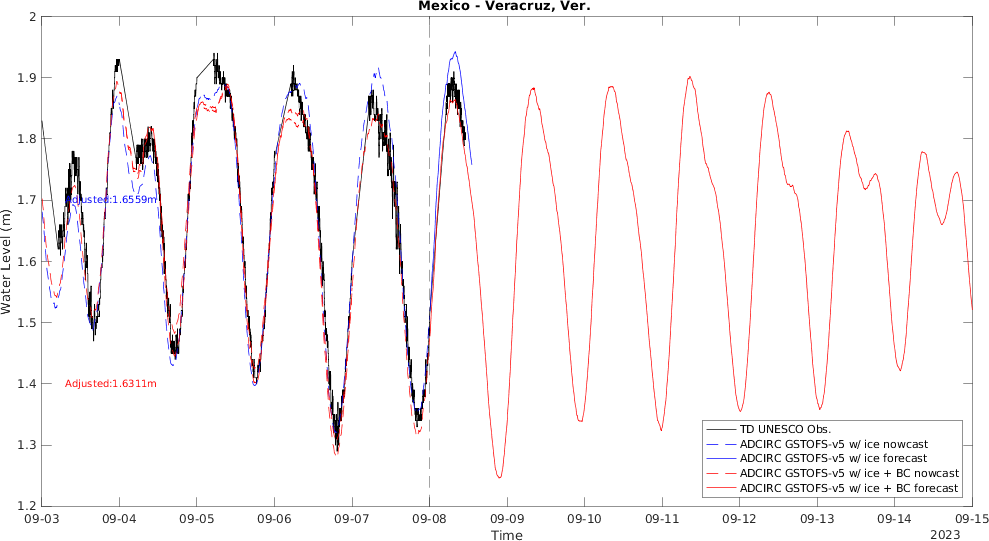 Mexico - Veracruz, Ver.
2
1.9
1.8
1.7
1.6
1.5
1.4
1.3
1.2
Water Level (m)
Adjusted:1.6559m
Adjusted:1.6311m
TD UNESCO Obs.
ADCIRC GSTOFS-v5 w/ ice nowcast
ADCIRC GSTOFS-v5 w/ ice forecast
ADCIRC GSTOFS-v5 w/ ice + BC nowcast
ADCIRC GSTOFS-v5 w/ ice + BC forecast
09-03 09-04 09-05 09-06 09-07 09-08 09-09 09-10 09-11 09-12 09-13 09-14 09-15
Time
2023